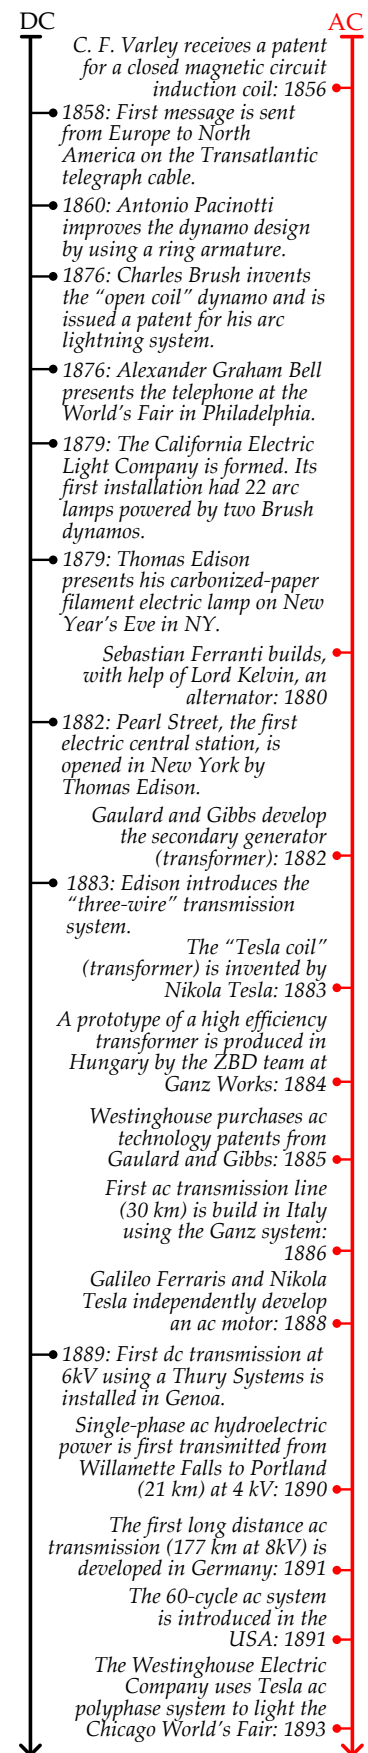 DC
AC
C. F. Varley receives a patent
for a closed magnetic circuit
induction coil: 1856
1858: First message is sent
from Europe to North
America on the Transatlantic
telegraph cable.
1860: Antonio Pacinotti
improves the dynamo design
by using a ring armature.
1876: Charles Brush invents
the “open coil” dynamo and is
issued a patent for his arc
lightning system.
1876: Alexander Graham Bell
presents the telephone at the
World's Fair in Philadelphia.
1879: The California Electric
Light Company is formed. Its
first installation had 22 arc
lamps powered by two Brush
dynamos.
1879: Thomas Edison
presents his carbonized-paper
filament electric lamp on New
Year's Eve in NY.
Sebastian Ferranti builds,
with help of Lord Kelvin, an
alternator: 1880
1882: Pearl Street, the first
electric central station, is
opened in New York by
Thomas Edison.
Gaulard and Gibbs develop
the secondary generator
(transformer): 1882
1883: Edison introduces the
“three-wire” transmission
system.
The “Tesla coil”
(transformer) is invented by
Nikola Tesla: 1883
A prototype of a high efficiency
transformer is produced in
Hungary by the ZBD team at
Ganz Works: 1884
Westinghouse purchases ac
technology patents from
Gaulard and Gibbs: 1885
First ac transmission line
(30 km) is build in Italy
using the Ganz system:
1886
Galileo Ferraris and Nikola
Tesla independently develop
an ac motor: 1888
1889: First dc transmission at
6kV using a Thury Systems is
installed in Genoa.
Single-phase ac hydroelectric
power is first transmitted from
Willamette Falls to Portland
(21 km) at 4 kV: 1890
The first long distance ac
transmission (177 km at 8kV) is
developed in Germany: 1891
The 60-cycle ac system
is introduced in the
USA: 1891
The Westinghouse Electric
Company uses Tesla ac
polyphase system to light the
Chicago World's Fair: 1893